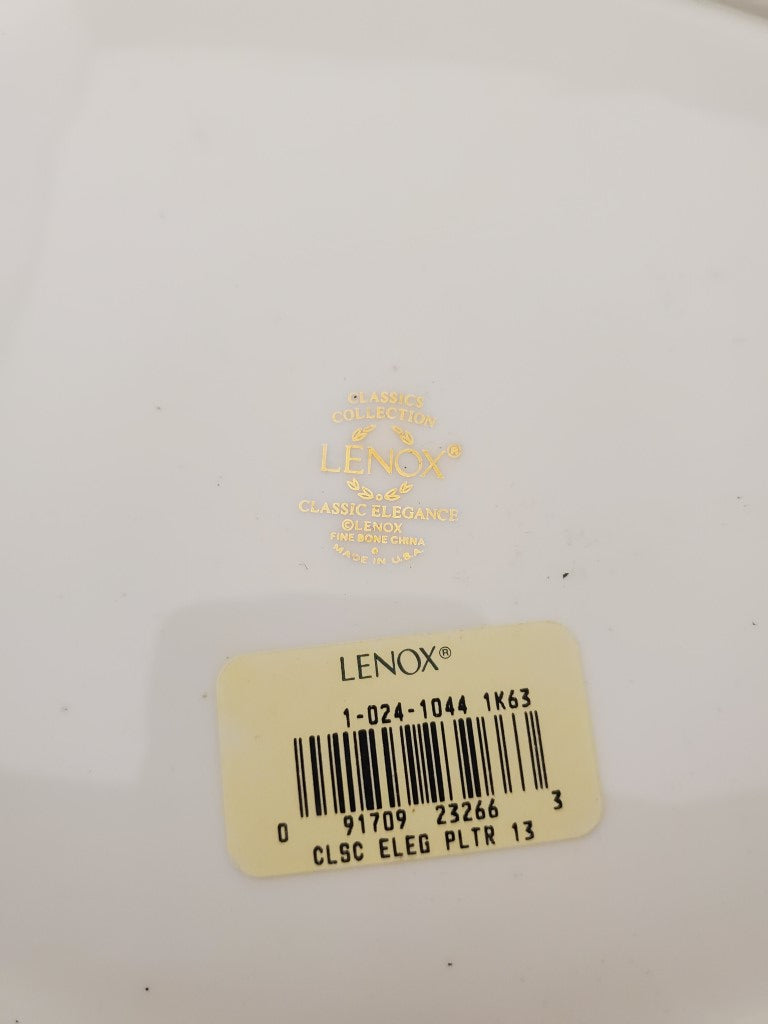 CLASSICS
COLLECTION
LENOX®
CLASSIC ELEGANCE
©LENOX
FINE BONE CHINA
MADE IN U.S.A.
LENOX®
1-024-1044 1K63
0 91709 23266 3
CLSC ELEG PLTR 13